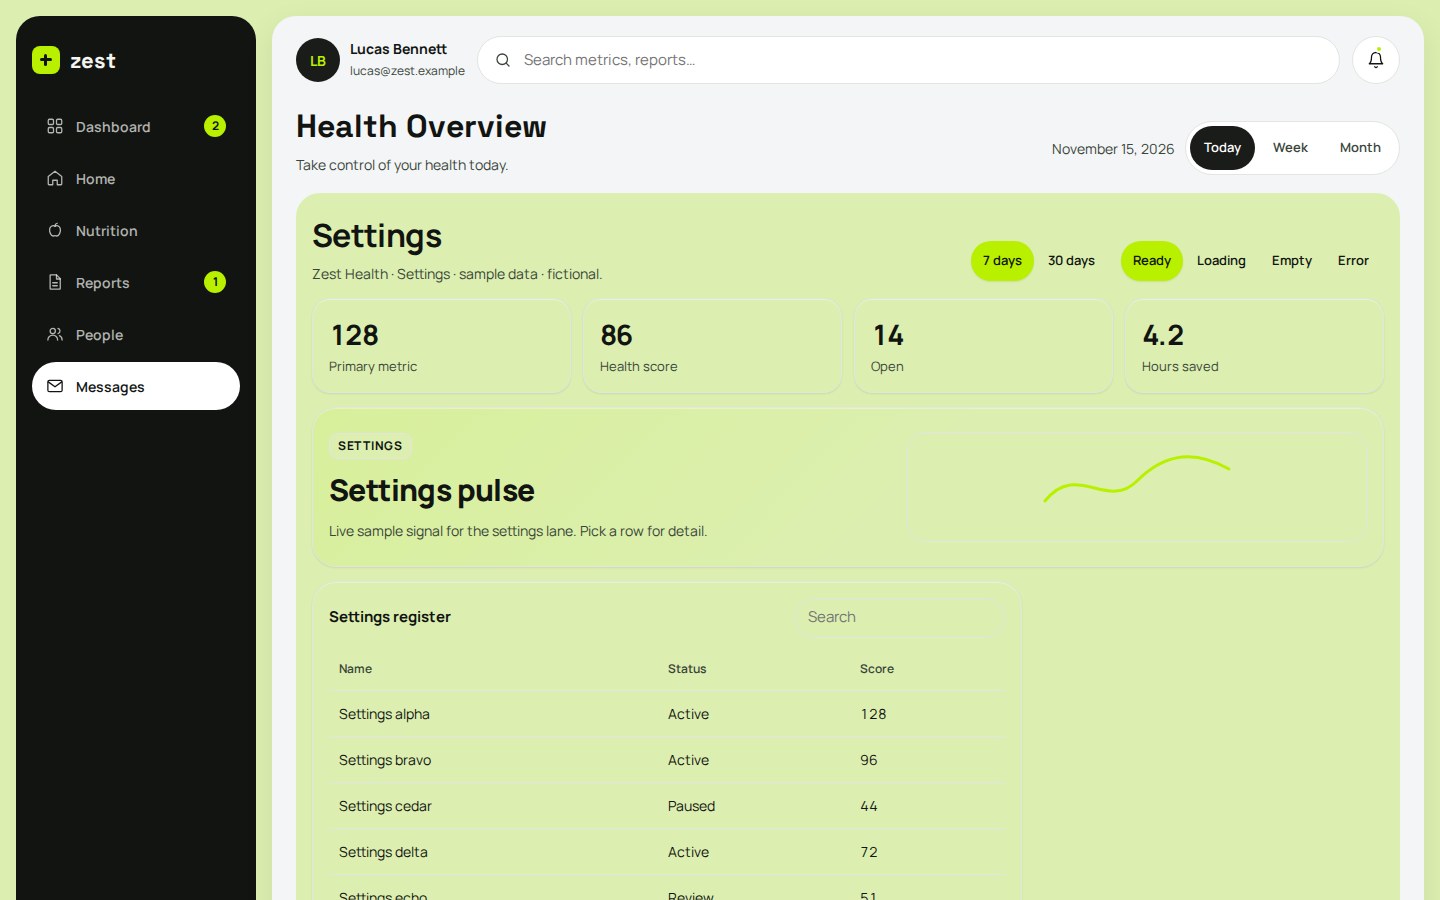 zest
Dashboard 2
Home
Nutrition
Reports 1
People
Messages
LB
Lucas Bennett
lucas@zest.example
Search metrics, reports...
Health Overview
Take control of your health today.
November 15, 2026
Today Week Month
Settings
Zest Health · Settings · sample data · fictional.
7 days 30 days Ready Loading Empty Error
128
Primary metric
86
Health score
14
Open
4.2
Hours saved
SETTINGS
Settings pulse
Live sample signal for the settings lane. Pick a row for detail.
Settings register
Search
Name Status Score
Settings alpha Active 128
Settings bravo Active 96
Settings cedar Paused 44
Settings delta Active 72
Settings echo Review 51